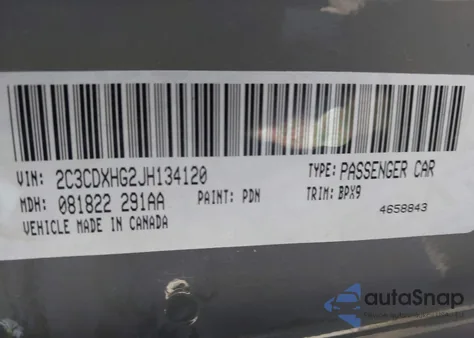 VIN: 2C3CDXHG2JH134120
TYPE: PASSENGER CAR
MDH: 081822 291AA
PAINT: PDN
TRIM: BPX9
VEHICLE MADE IN CANADA
4658843
autoSnap